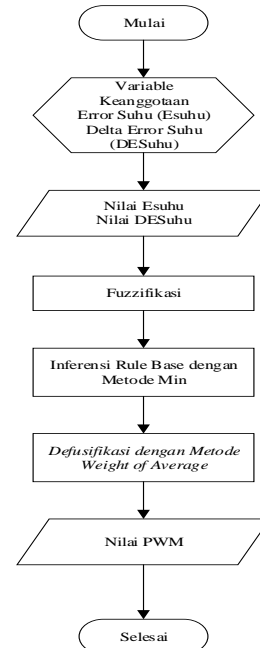 Mulai
Variable
Keanggotaan
Error Suhu (Esuhu)
Delta Error Suhu
(DESuhu)
Nilai Esuhu
Nilai DESuhu
Fuzzifikasi
Inferensi Rule Base dengan
Metode Min
Defusifikasi dengan Metode
Weight of Average
Nilai PWM
Selesai